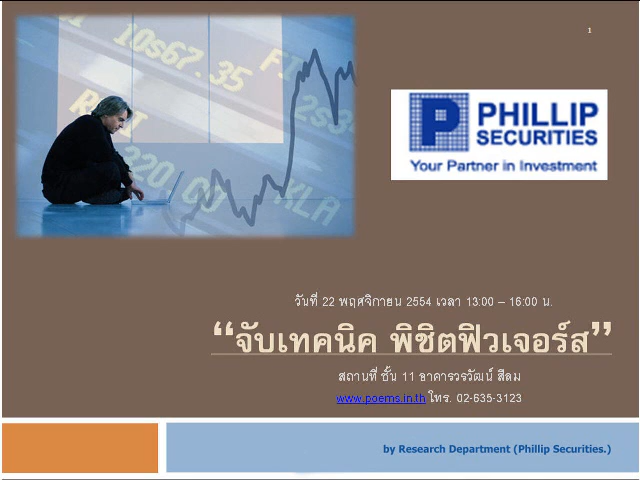 1
10s67.35
PHILLIP
SECURITIES
Your Partner in Investment
วันที่ 22 พฤศจิกายน 2554 เวลา 13:00 – 16:00 น.
“จับเทคนิค พิชิตฟิวเจอร์ส”
สถานที่ ชั้น 11 อาคารวรวัฒน์ สีลม
www.poems.in.th โทร. 02-635-3123
by Research Department (Phillip Securities.)